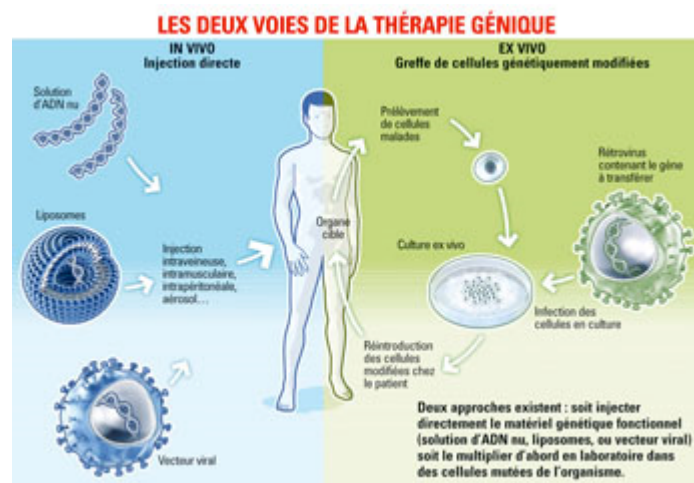 LES DEUX VOIES DE LA THÉRAPIE GÉNIQUE
IN VIVO
Injection directe
Solution
d'ADN nu
Liposomes
Injection
intraveineuse,
intramusculaire,
intrapéritonéale,
aérosol...
Vecteur viral
Organe
cible
EX VIVO
Greffe de cellules génétiquement modifiées
Prélèvement
de cellules
malades
Rétrovirus
contenant le gène
à transférer
Culture ex vivo
Infection des
cellules en culture
Réintroduction
des cellules
modifiées chez
le patient
Deux approches existent : soit injecter
directement le matériel génétique fonctionnel
(solution d'ADN nu, liposomes, ou vecteur viral)
soit le multiplier d'abord en laboratoire dans
des cellules mutées de l'organisme.